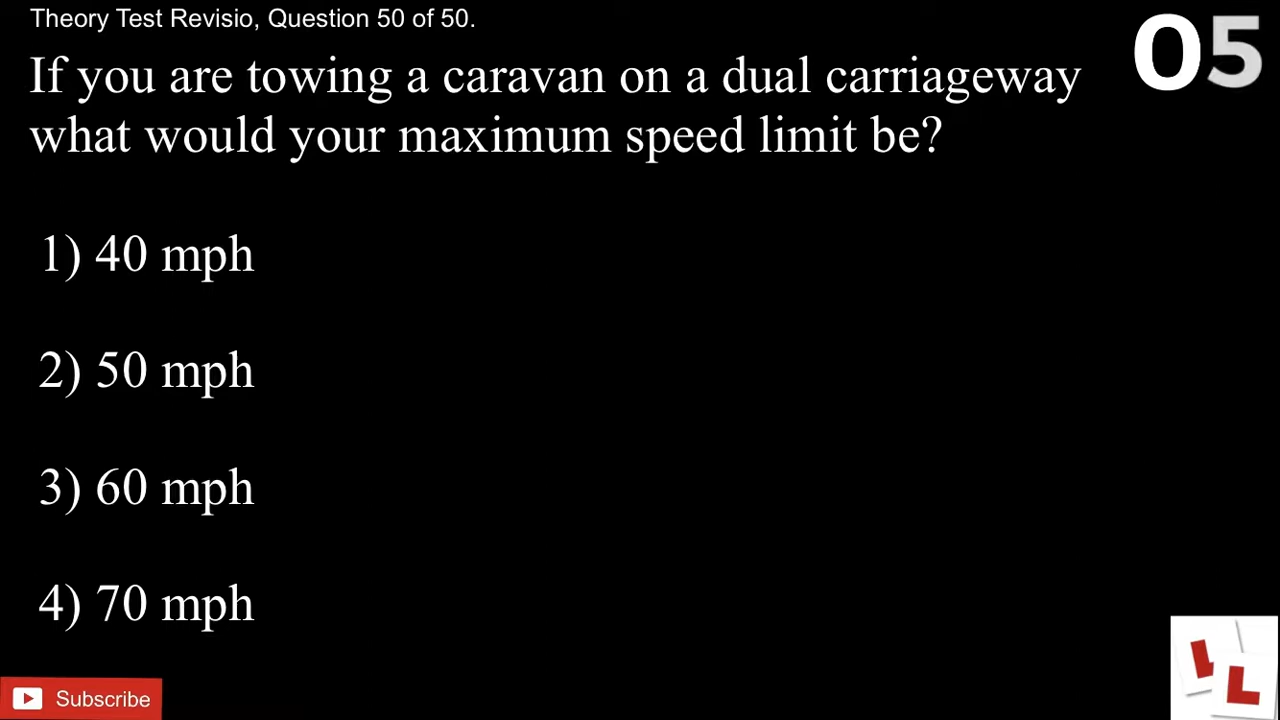 Theory Test Revisio, Question 50 of 50.
05
If you are towing a caravan on a dual carriageway
what would your maximum speed limit be?
1) 40 mph
2) 50 mph
3) 60 mph
4) 70 mph
L
L
Subscribe